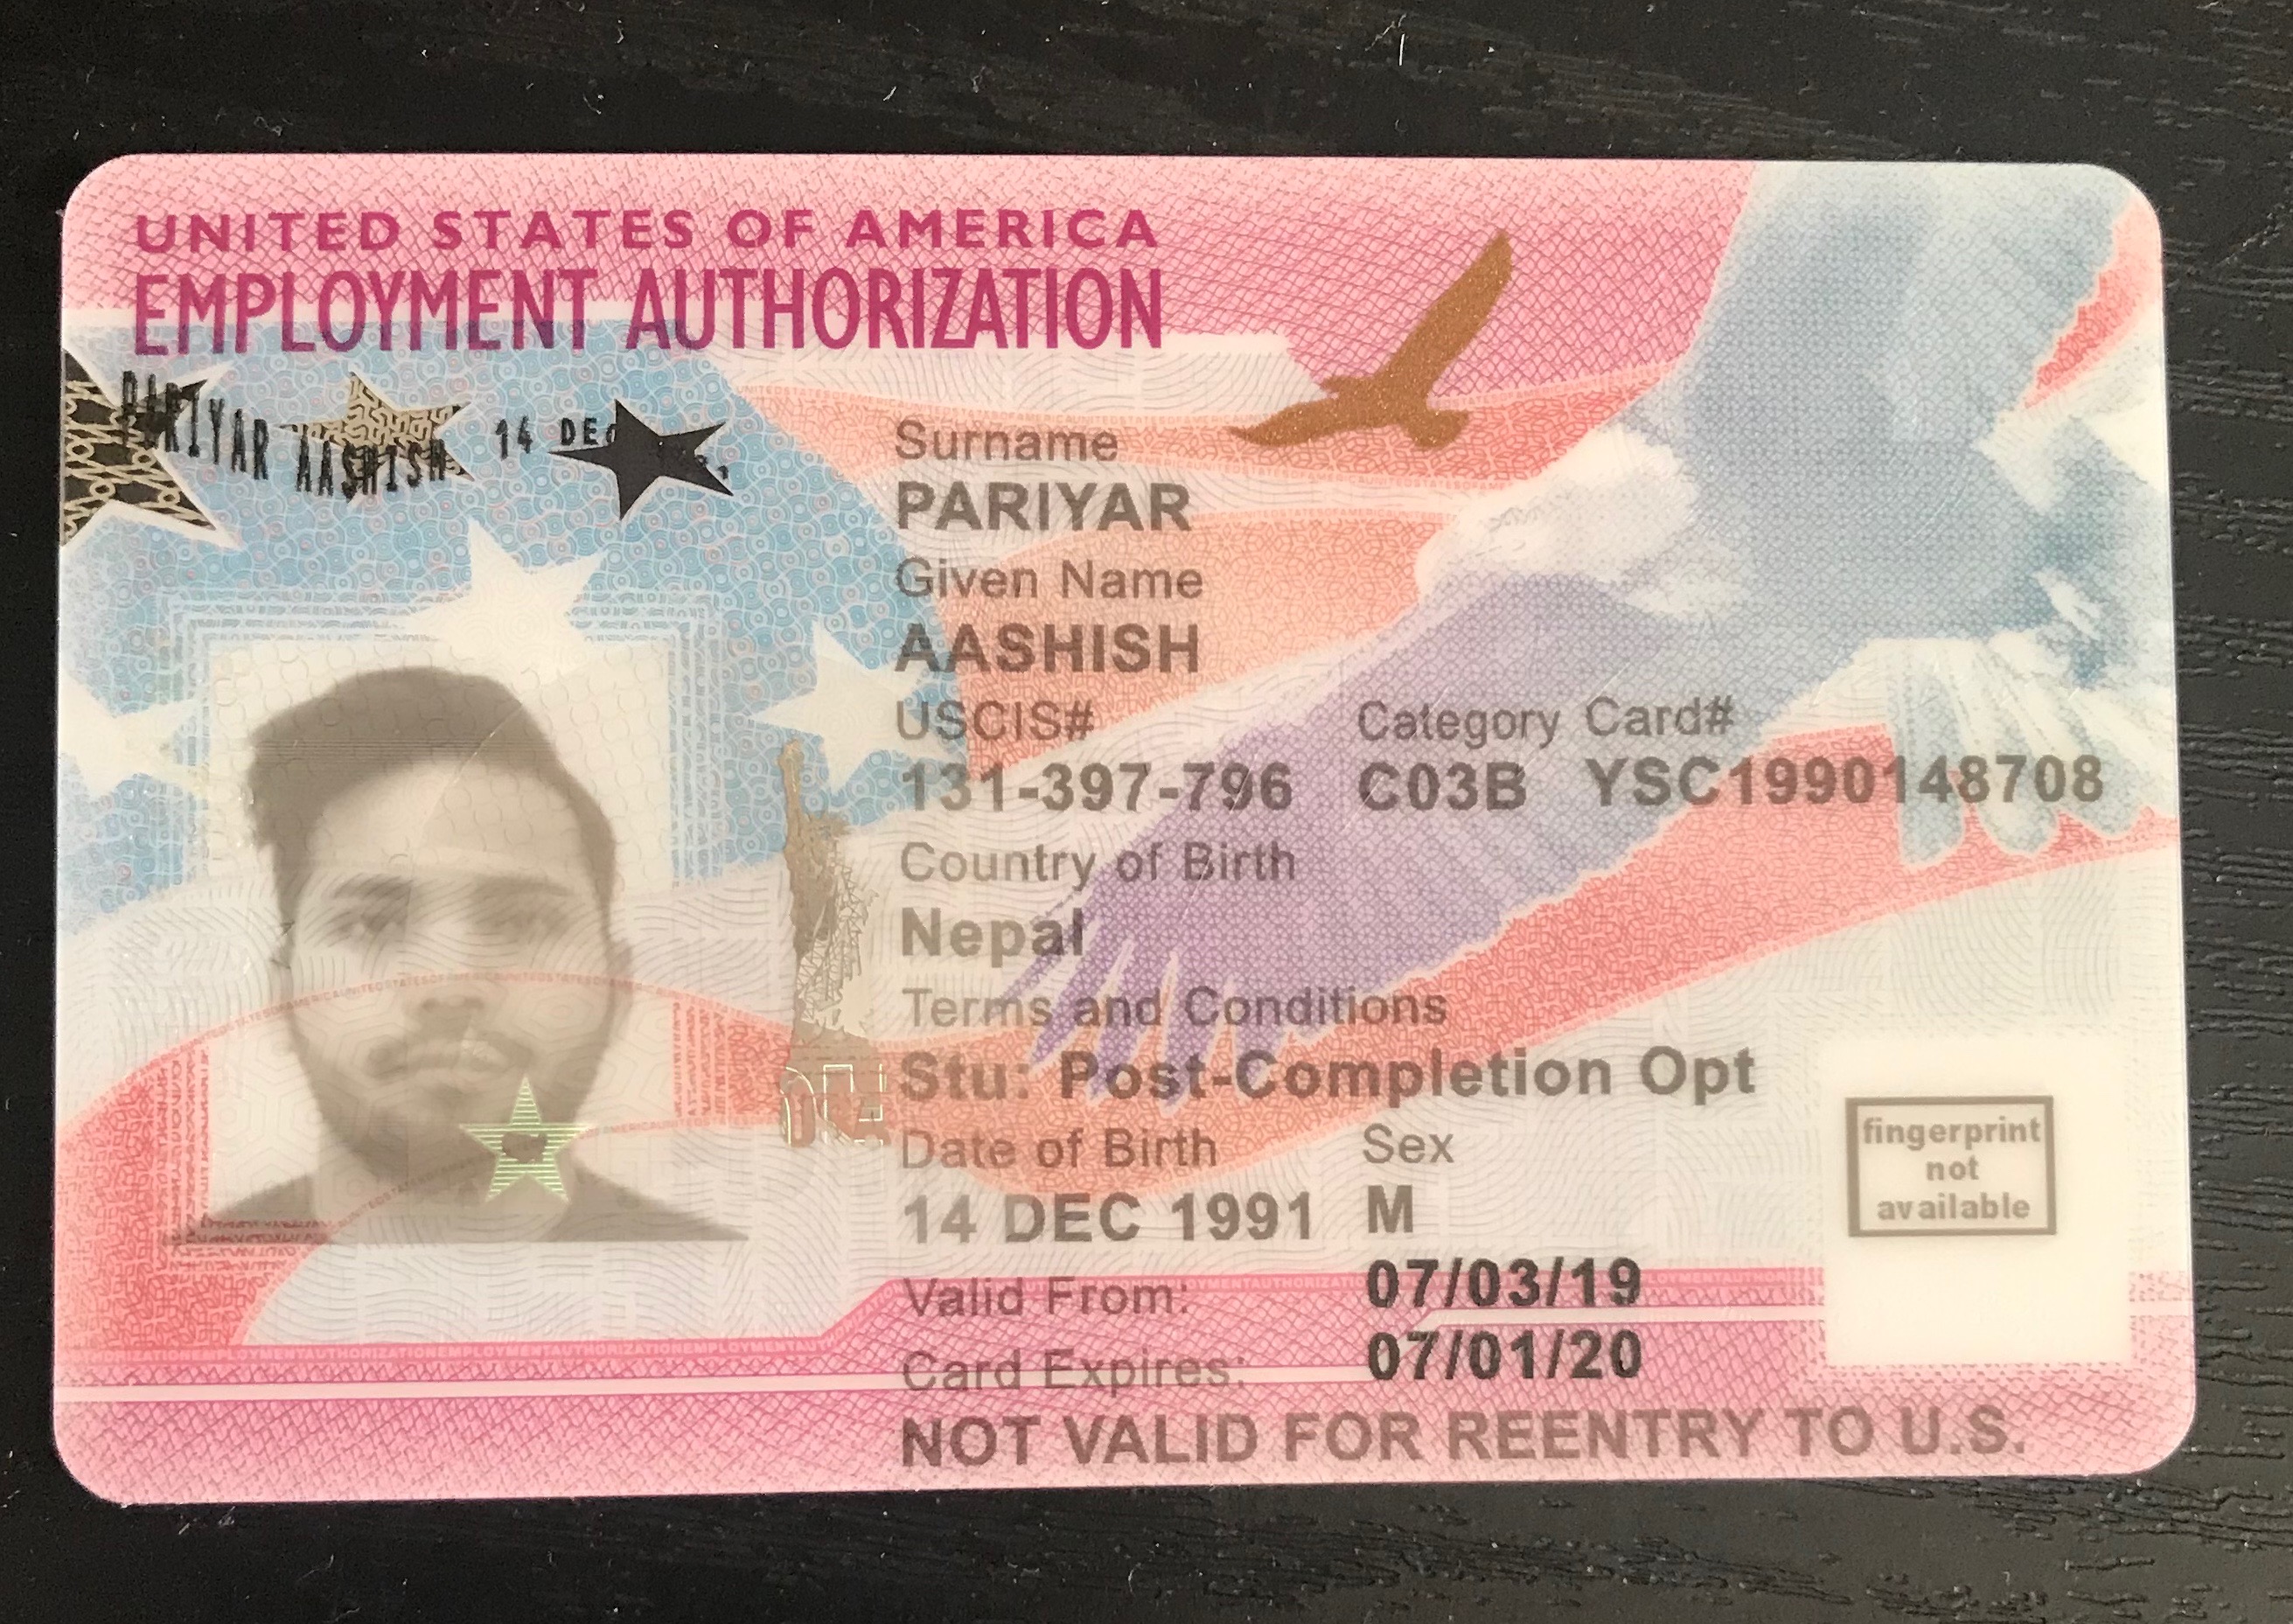 UNITED STATES OF AMERICA
EMPLOYMENT AUTHORIZATION
PARIYAR AASHISH 14 DEC
Surname
PARIYAR
Given Name
AASHISH
USCIS# Category Card#
131-397-796 C03B YSC1990148708
Country of Birth
Nepal
Terms and Conditions
Stu: Post-Completion Opt
Date of Birth Sex
14 DEC 1991 M
fingerprint
not
available
Valid From: 07/03/19
Card Expires: 07/01/20
NOT VALID FOR REENTRY TO U.S.